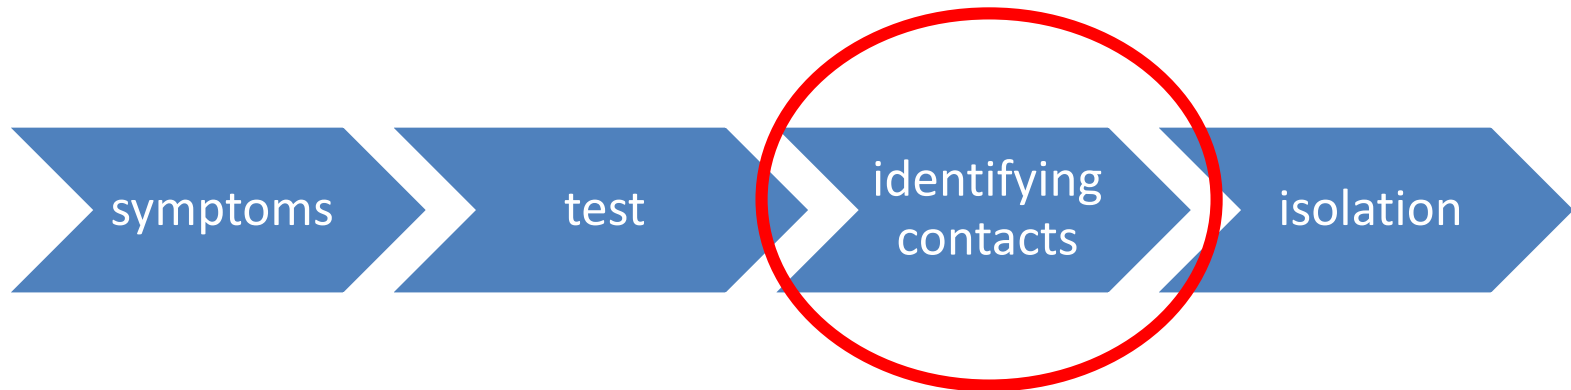 symptoms
test
identifying
contacts
isolation